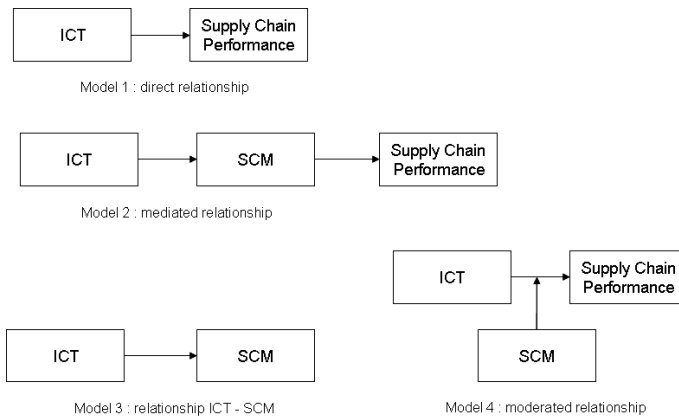 ICT
Supply Chain
Performance
Model 1 : direct relationship
ICT
SCM
Supply Chain
Performance
Model 2 : mediated relationship
ICT
SCM
Model 3 : relationship ICT - SCM
ICT
Supply Chain
Performance
SCM
Model 4 : moderated relationship